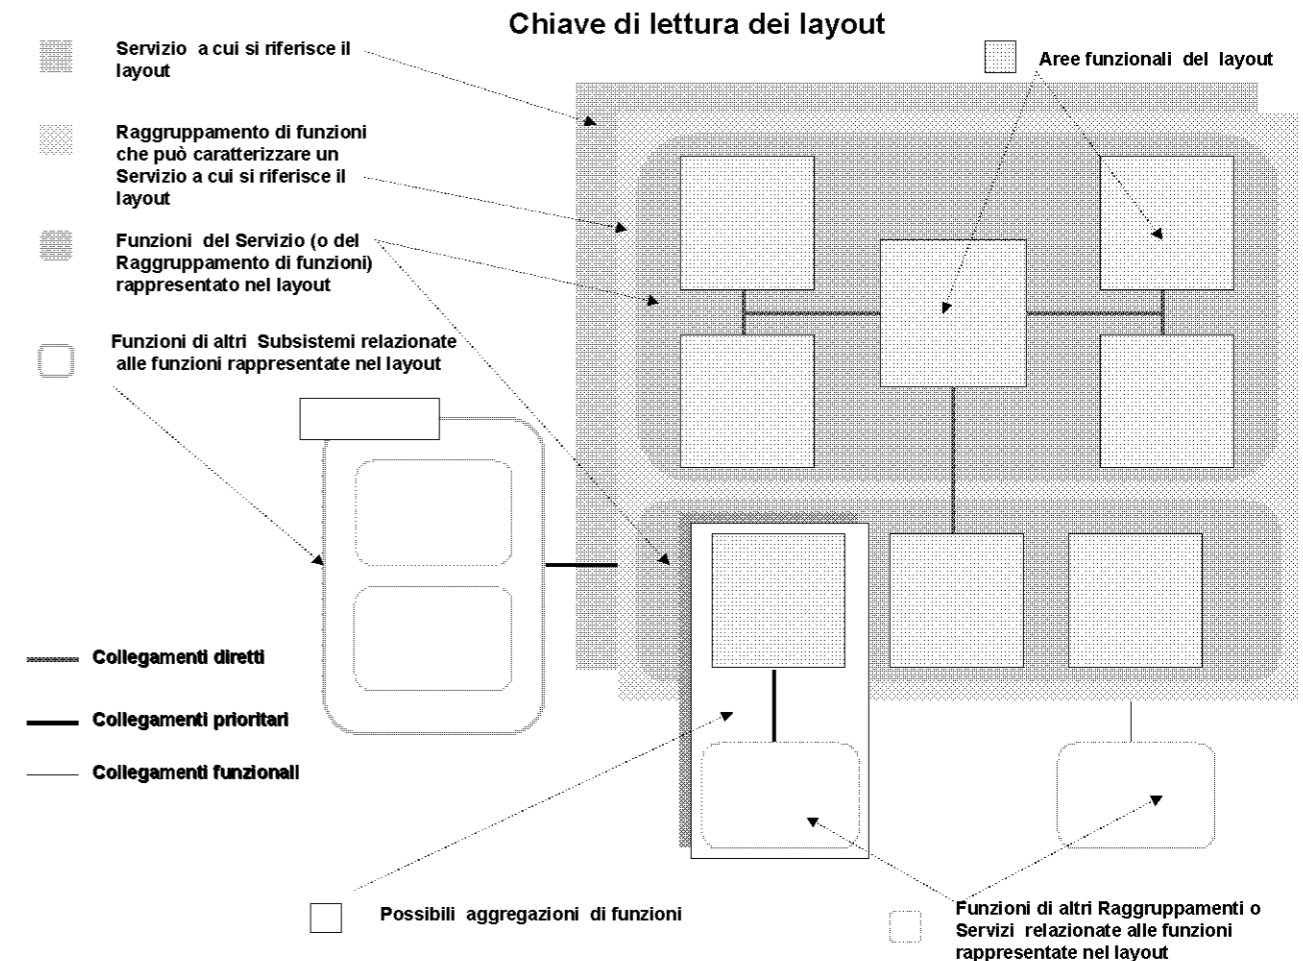 Chiave di lettura dei layout
Servizio a cui si riferisce il
layout
Aree funzionali del layout
Raggruppamento di funzioni
che può caratterizzare un
Servizio a cui si riferisce il
layout
Funzioni del Servizio (o del
Raggruppamento di funzioni)
rappresentato nel layout
Funzioni di altri Subsistemi relazionate
alle funzioni rappresentate nel layout
Collegamenti diretti
Collegamenti prioritari
Collegamenti funzionali
Possibili aggregazioni di funzioni
Funzioni di altri Raggruppamenti o
Servizi relazionate alle funzioni
rappresentate nel layout